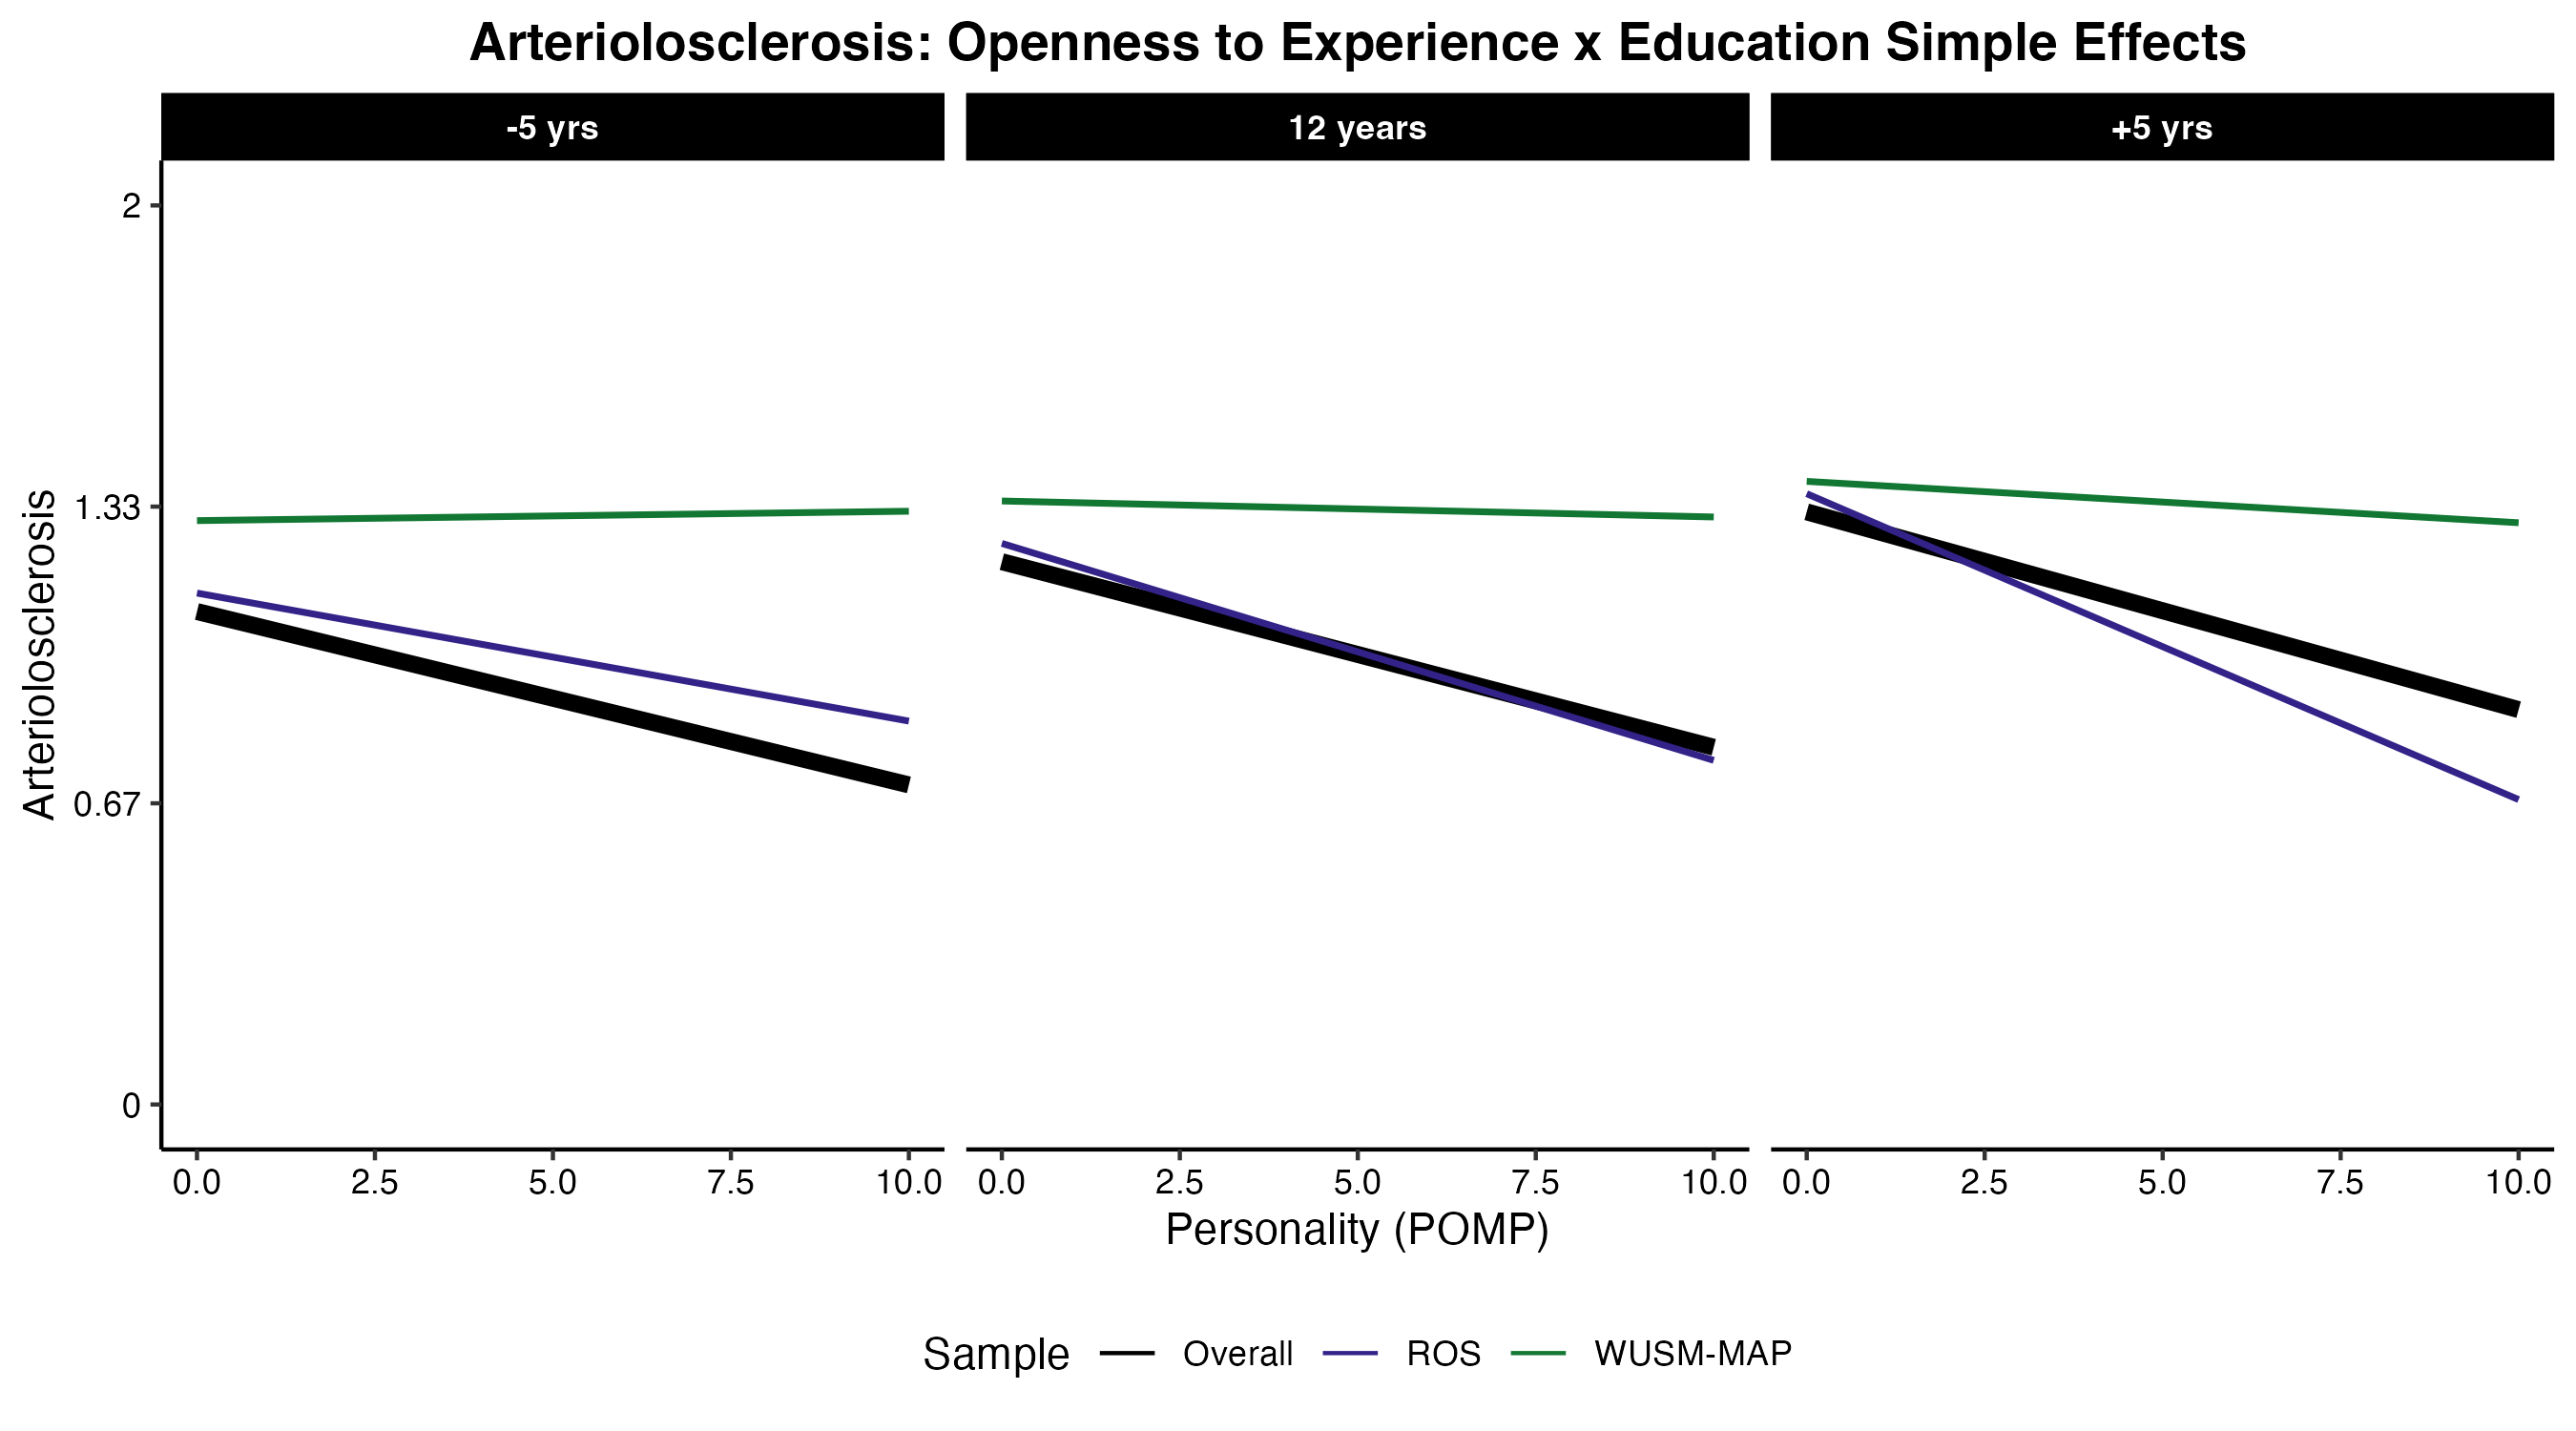 Arteriolosclerosis: Openness to Experience x Education Simple Effects
-5 yrs
12 years
+5 yrs
Arteriolosclerosis
2
1.33
0.67
0
0.0 2.5 5.0 7.5 10.0
0.0 2.5 5.0 7.5 10.0
0.0 2.5 5.0 7.5 10.0
Personality (POMP)
Sample Overall ROS WUSM-MAP